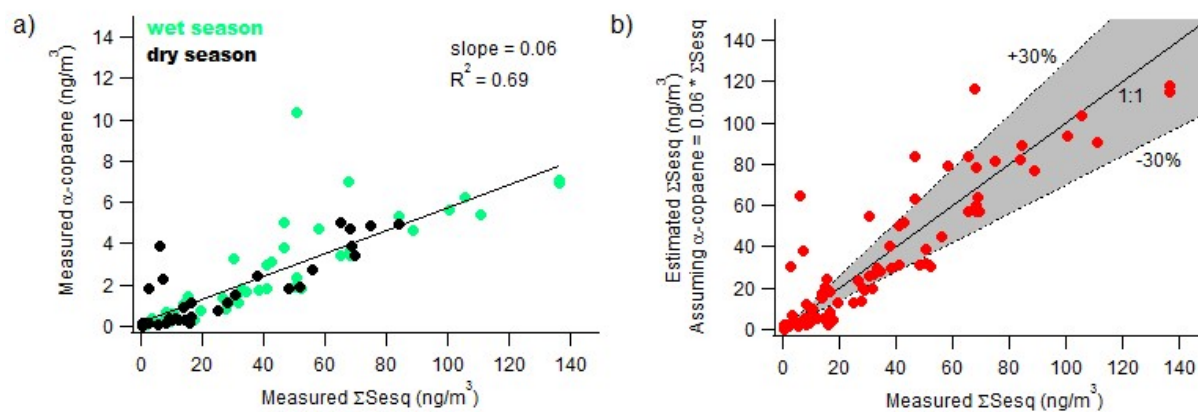 a)
wet season
dry season
slope = 0.06
R² = 0.69
Measured α-copaene (ng/m³)
14
12
10
8
6
4
2
0
0 20 40 60 80 100 120 140
Measured ΣSesq (ng/m³)
b)
+30%
1:1
-30%
Estimated ΣSesq (ng/m³)
Assuming α-copaene = 0.06 * ΣSesq
140
120
100
80
60
40
20
0
0 20 40 60 80 100 120 140
Measured ΣSesq (ng/m³)